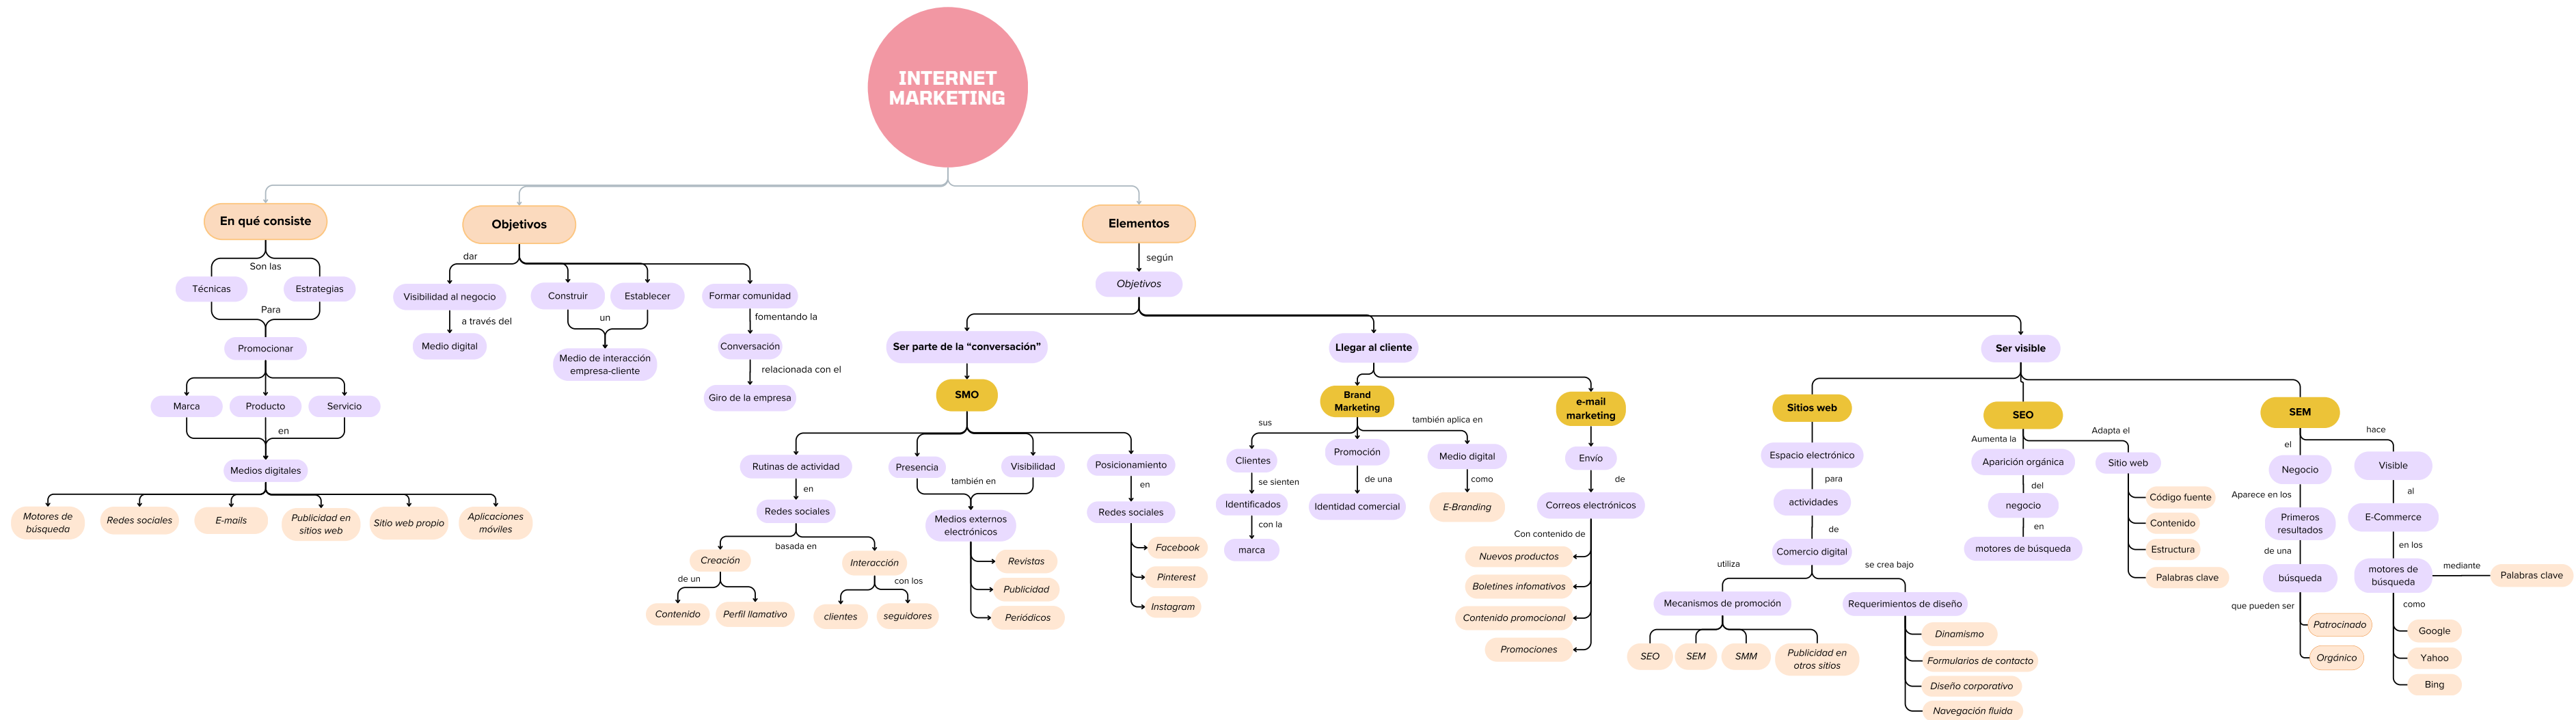 INTERNET
MARKETING
En qué consiste
Son las
Técnicas
Estrategias
Para
Promocionar
Marca
Producto
Servicio
en
Medios digitales
Motores de
búsqueda
Redes sociales
E-mails
Publicidad en
sitios web
Sitio web propio
Aplicaciones
móviles
Objetivos
dar
Visibilidad al negocio
a través del
Medio digital
Construir
Establecer
un
Medio de interacción
empresa-cliente
Formar comunidad
fomentando la
Conversación
relacionada con el
Giro de la empresa
Elementos
según
Objetivos
Ser parte de la “conversación”
SMO
Rutinas de actividad
en
Redes sociales
basada en
Creación
de un
Contenido
Perfil llamativo
Interacción
con los
clientes
seguidores
Presencia
Visibilidad
también en
Medios externos
electrónicos
Revistas
Publicidad
Periódicos
Posicionamiento
en
Redes sociales
Facebook
Pinterest
Instagram
Llegar al cliente
Brand
Marketing
sus
Clientes
se sienten
Identificados
con la
marca
Promoción
de una
Identidad comercial
también aplica en
Medio digital
como
E-Branding
e-mail
marketing
Envío
de
Correos electrónicos
Con contenido de
Nuevos productos
Boletines infomativos
Contenido promocional
Promociones
Ser visible
Sitios web
Espacio electrónico
para
actividades
de
Comercio digital
utiliza
Mecanismos de promoción
SEO
SEM
SMM
Publicidad en
otros sitios
se crea bajo
Requerimientos de diseño
Dinamismo
Formularios de contacto
Diseño corporativo
Navegación fluida
SEO
Aumenta la
Aparición orgánica
del
negocio
en
motores de búsqueda
Adapta el
Sitio web
Código fuente
Contenido
Estructura
Palabras clave
SEM
el
Negocio
Aparece en los
Primeros
resultados
de una
búsqueda
que pueden ser
Patrocinado
Orgánico
hace
Visible
al
E-Commerce
en los
motores de
búsqueda
mediante
Palabras clave
como
Google
Yahoo
Bing